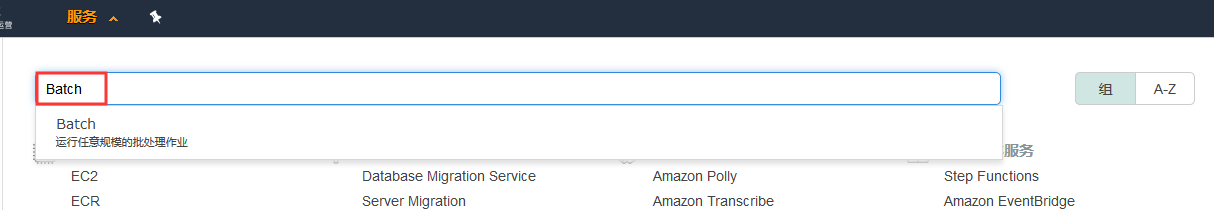 运营
服务
Batch
组 A-Z
Batch
运行任意规模的批处理作业
服务
EC2 Database Migration Service Amazon Polly Step Functions
ECR Server Migration Amazon Transcribe Amazon EventBridge